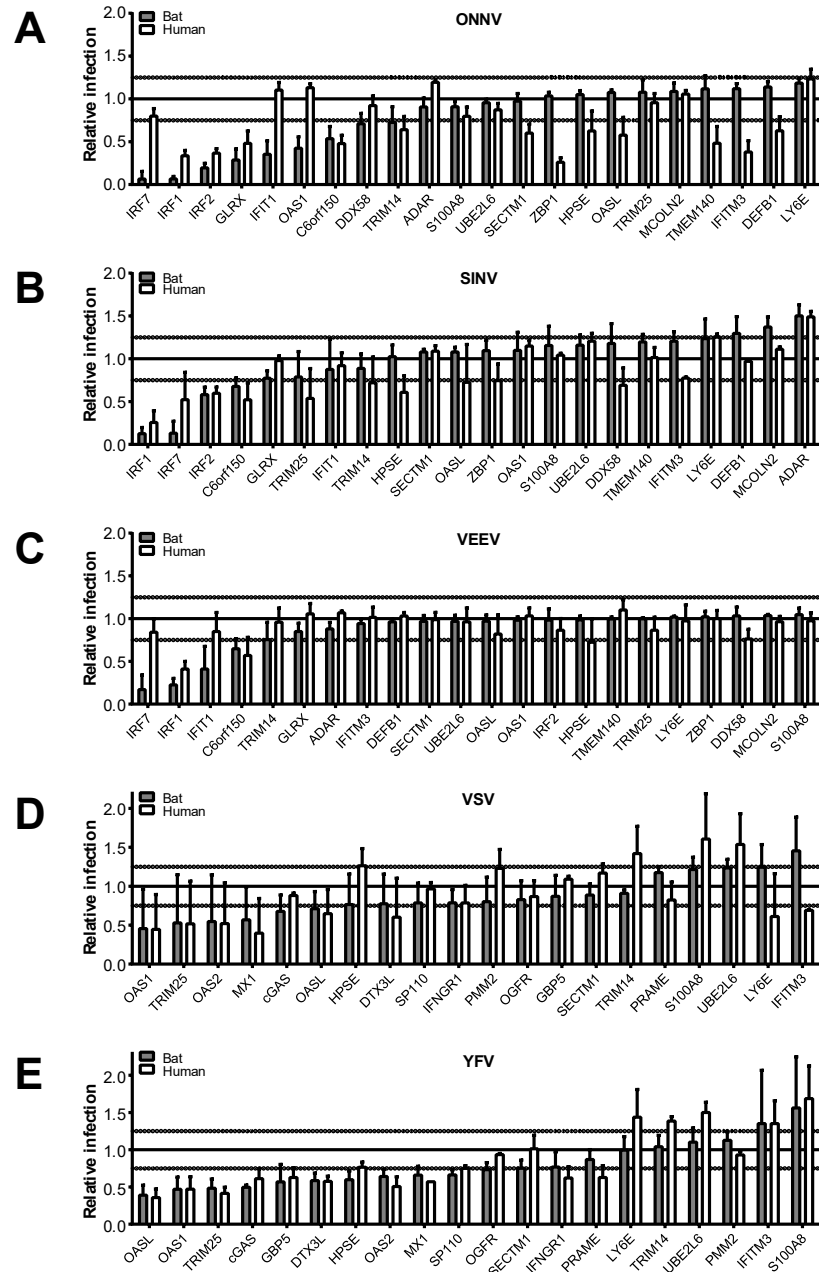 A
ONNV
Bat
Human
Relative infection
2.0
1.5
1.0
0.5
0.0
IRF7 IRF1 IRF2 GLRX IFIT1 OAS1 C6orf150 DDX58 TRIM14 ADAR S100A8 UBE2L6 SECTM1 ZBP1 HPSE OASL TRIM25 MCOLN2 TMEM140 IFITM3 DEFB1 LY6E
B
SINV
Bat
Human
Relative infection
2.0
1.5
1.0
0.5
0.0
IRF1 IRF7 IRF2 C6orf150 GLRX TRIM25 IFIT1 TRIM14 HPSE SECTM1 OASL ZBP1 OAS1 S100A8 UBE2L6 DDX58 TMEM140 IFITM3 LY6E DEFB1 MCOLN2 ADAR
C
VEEV
Bat
Human
Relative infection
2.0
1.5
1.0
0.5
0.0
IRF7 IRF1 IFIT1 C6orf150 TRIM14 GLRX ADAR IFITM3 DEFB1 SECTM1 UBE2L6 OASL OAS1 IRF2 HPSE TMEM140 TRIM25 LY6E ZBP1 DDX58 MCOLN2 S100A8
D
VSV
Bat
Human
Relative infection
2.0
1.5
1.0
0.5
0.0
OAS1 TRIM25 OAS2 MX1 cGAS OASL HPSE DTX3L SP110 IFNGR1 PMM2 OGFR GBP5 SECTM1 TRIM14 PRAME S100A8 UBE2L6 LY6E IFITM3
E
YFV
Bat
Human
Relative infection
2.0
1.5
1.0
0.5
0.0
OASL OAS1 TRIM25 cGAS GBP5 DTX3L HPSE OAS2 MX1 SP110 OGFR SECTM1 IFNGR1 PRAME LY6E TRIM14 UBE2L6 PMM2 IFITM3 S100A8